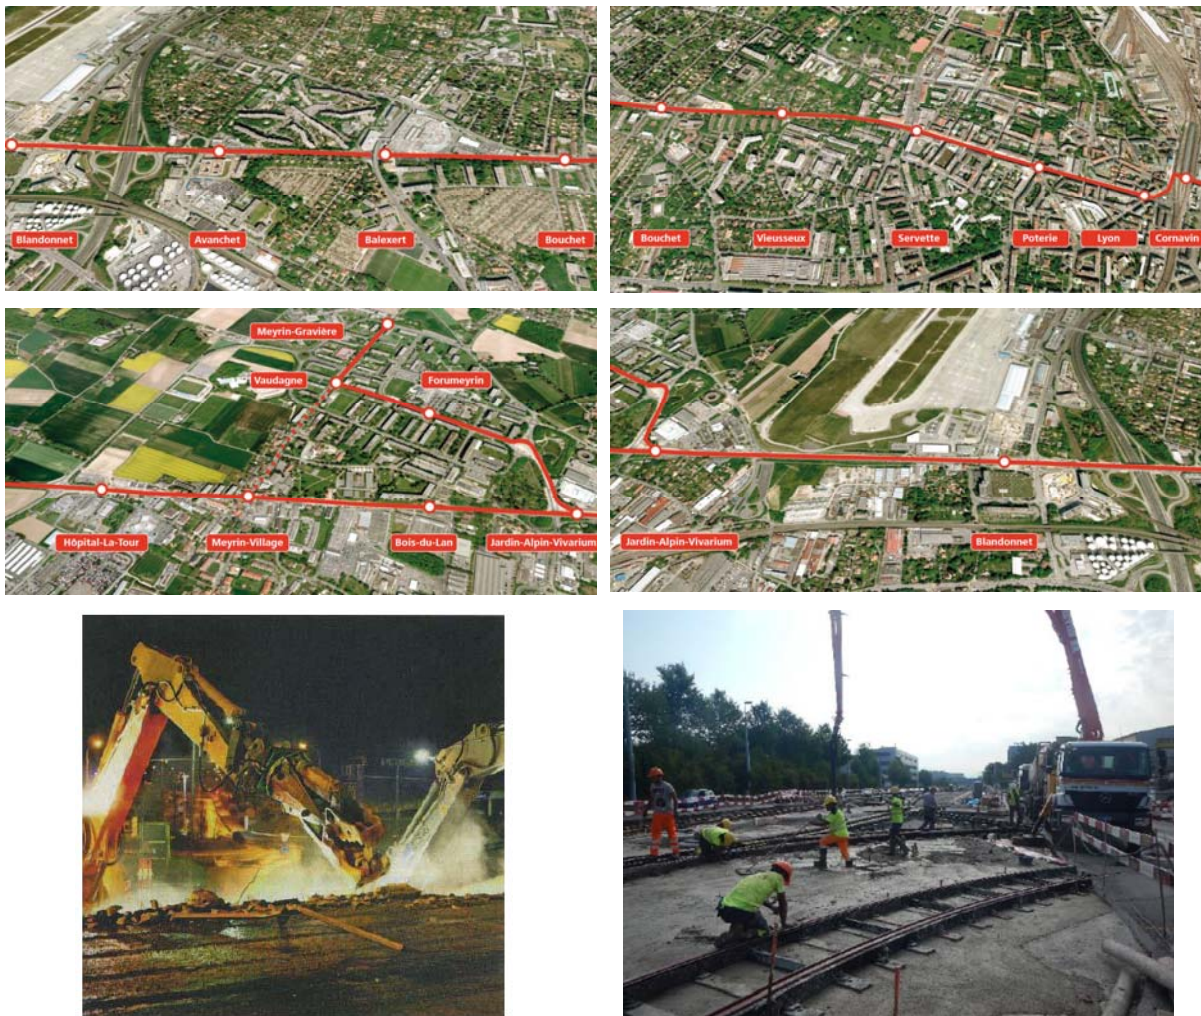 Blandonnet
Avanchet
Balexert
Bouchet
Bouchet
Vieusseux
Servette
Poterie
Lyon
Cornavin
Meyrin-Gravière
Vaudagne
Forumeyrin
Hôpital-La-Tour
Meyrin-Village
Bois-du-Lan
Jardin-Alpin-Vivarium
Jardin-Alpin-Vivarium
Blandonnet